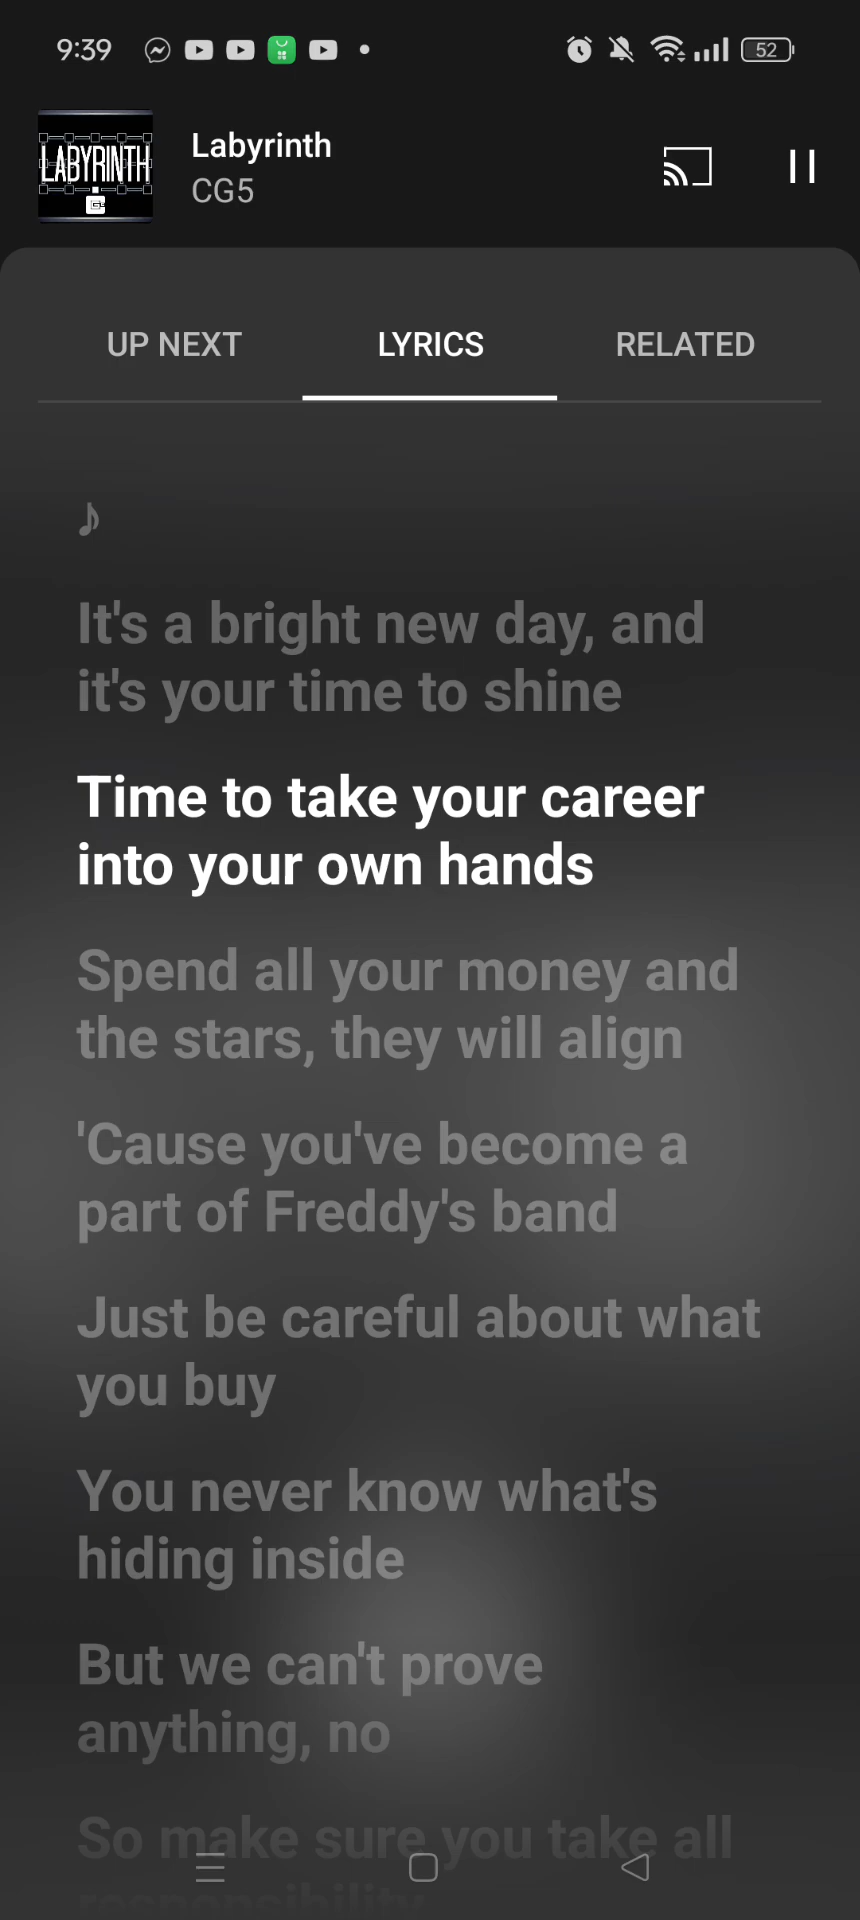 9:39
52
LABYRINTH
Labyrinth
CG5
UP NEXT
LYRICS
RELATED
♪
It's a bright new day, and
it's your time to shine
Time to take your career
into your own hands
Spend all your money and
the stars, they will align
'Cause you've become a
part of Freddy's band
Just be careful about what
you buy
You never know what's
hiding inside
But we can't prove
anything, no
So make sure you take all
responsibility